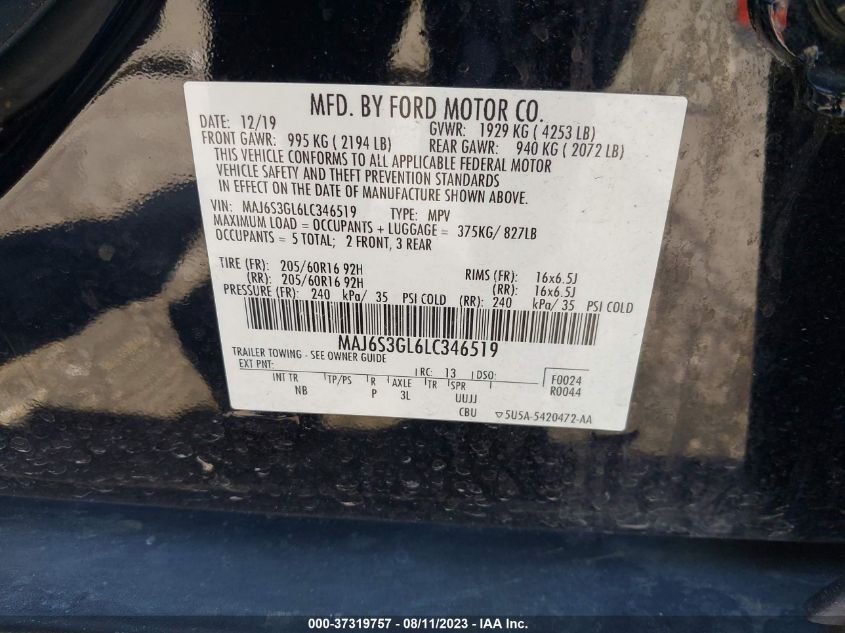 MFD. BY FORD MOTOR CO.
DATE: 12/19 GVWR: 1929 KG ( 4253 LB)
FRONT GAWR: 995 KG ( 2194 LB) REAR GAWR: 940 KG ( 2072 LB)
THIS VEHICLE CONFORMS TO ALL APPLICABLE FEDERAL MOTOR
VEHICLE SAFETY AND THEFT PREVENTION STANDARDS
IN EFFECT ON THE DATE OF MANUFACTURE SHOWN ABOVE.
VIN: MAJ6S3GL6LC346519 TYPE: MPV
MAXIMUM LOAD = OCCUPANTS + LUGGAGE = 375KG/ 827LB
OCCUPANTS = 5 TOTAL; 2 FRONT, 3 REAR
TIRE (FR): 205/60R16 92H RIMS (FR): 16x6.5J
(RR): 205/60R16 92H (RR): 16x6.5J
PRESSURE (FR): 240 kPa/ 35 PSI COLD (RR): 240 kPa/ 35 PSI COLD
MAJ6S3GL6LC346519
TRAILER TOWING - SEE OWNER GUIDE
EXT PNT: RC: 13 DSO: F0024
R0044
INT TR TP/PS R AXLE TR SPR
NB P 3L UUJJ
CBU ▽5U5A-5420472-AA
000-37319757 - 08/11/2023 - IAA Inc.